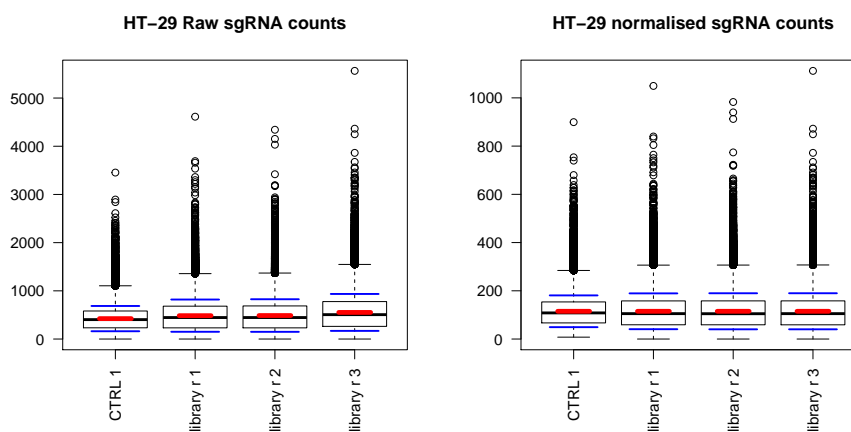 HT−29 Raw sgRNA counts
5000
4000
3000
2000
1000
0
CTRL 1
library r 1
library r 2
library r 3
HT−29 normalised sgRNA counts
1000
800
600
400
200
0
CTRL 1
library r 1
library r 2
library r 3